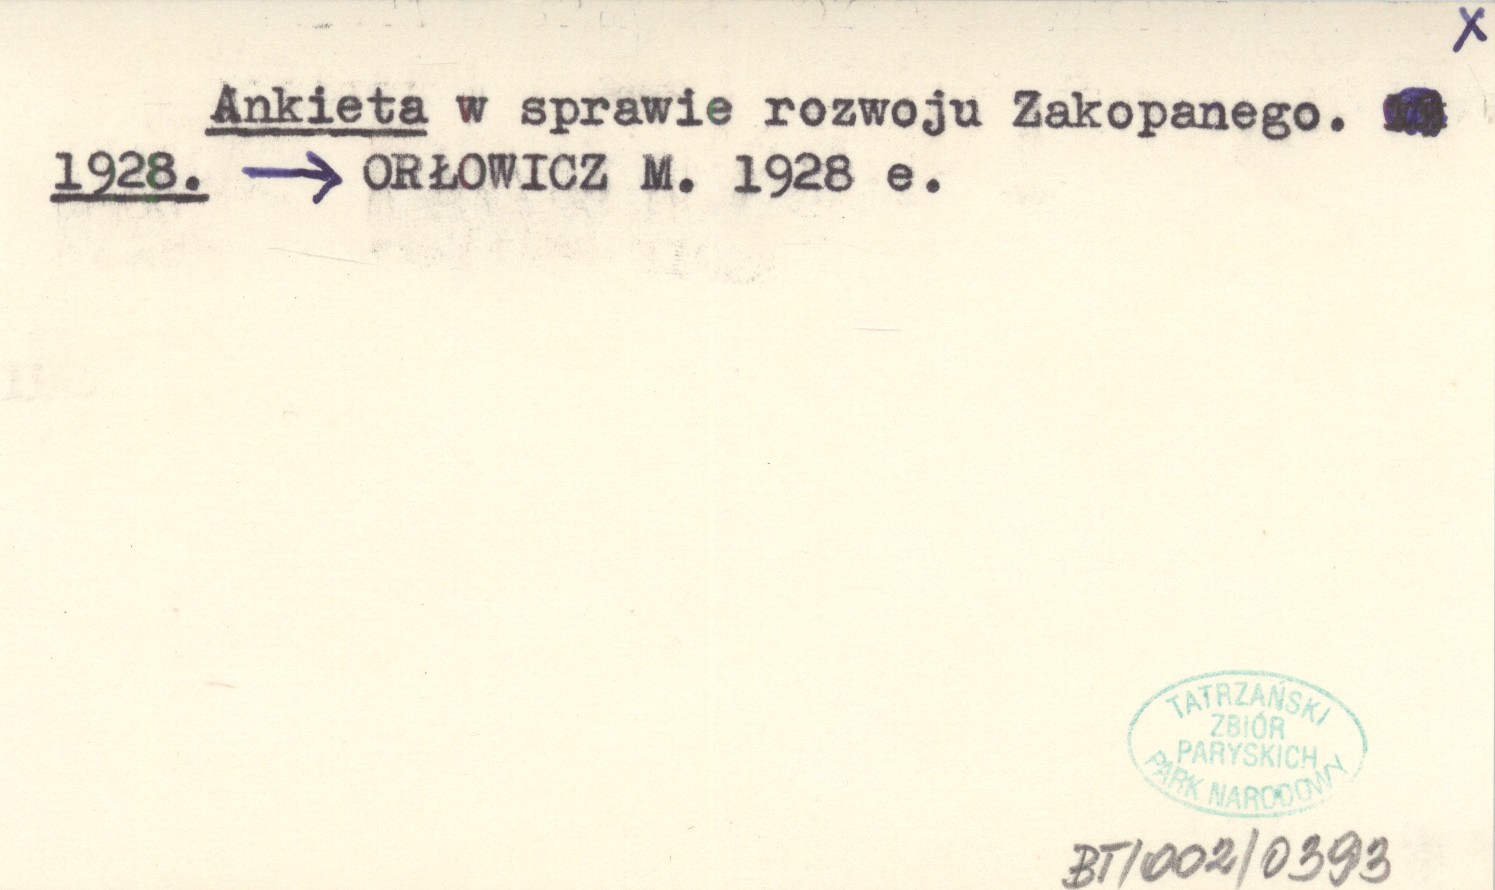 X
Ankieta w sprawie rozwoju Zakopanego.
1928. → ORŁOWICZ M. 1928 e.
TATRZAŃSKI
ZBIÓR
PARYSKICH
PARK NARODOWY
BT/002/0393